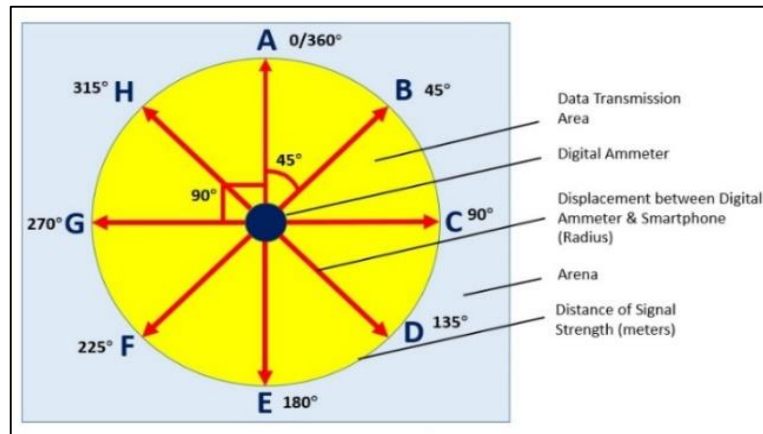 A 0/360°
315° H
B 45°
45°
90°
270° G
C 90°
225° F
D 135°
E 180°
Data Transmission
Area
Digital Ammeter
Displacement between Digital
Ammeter & Smartphone
(Radius)
Arena
Distance of Signal
Strength (meters)